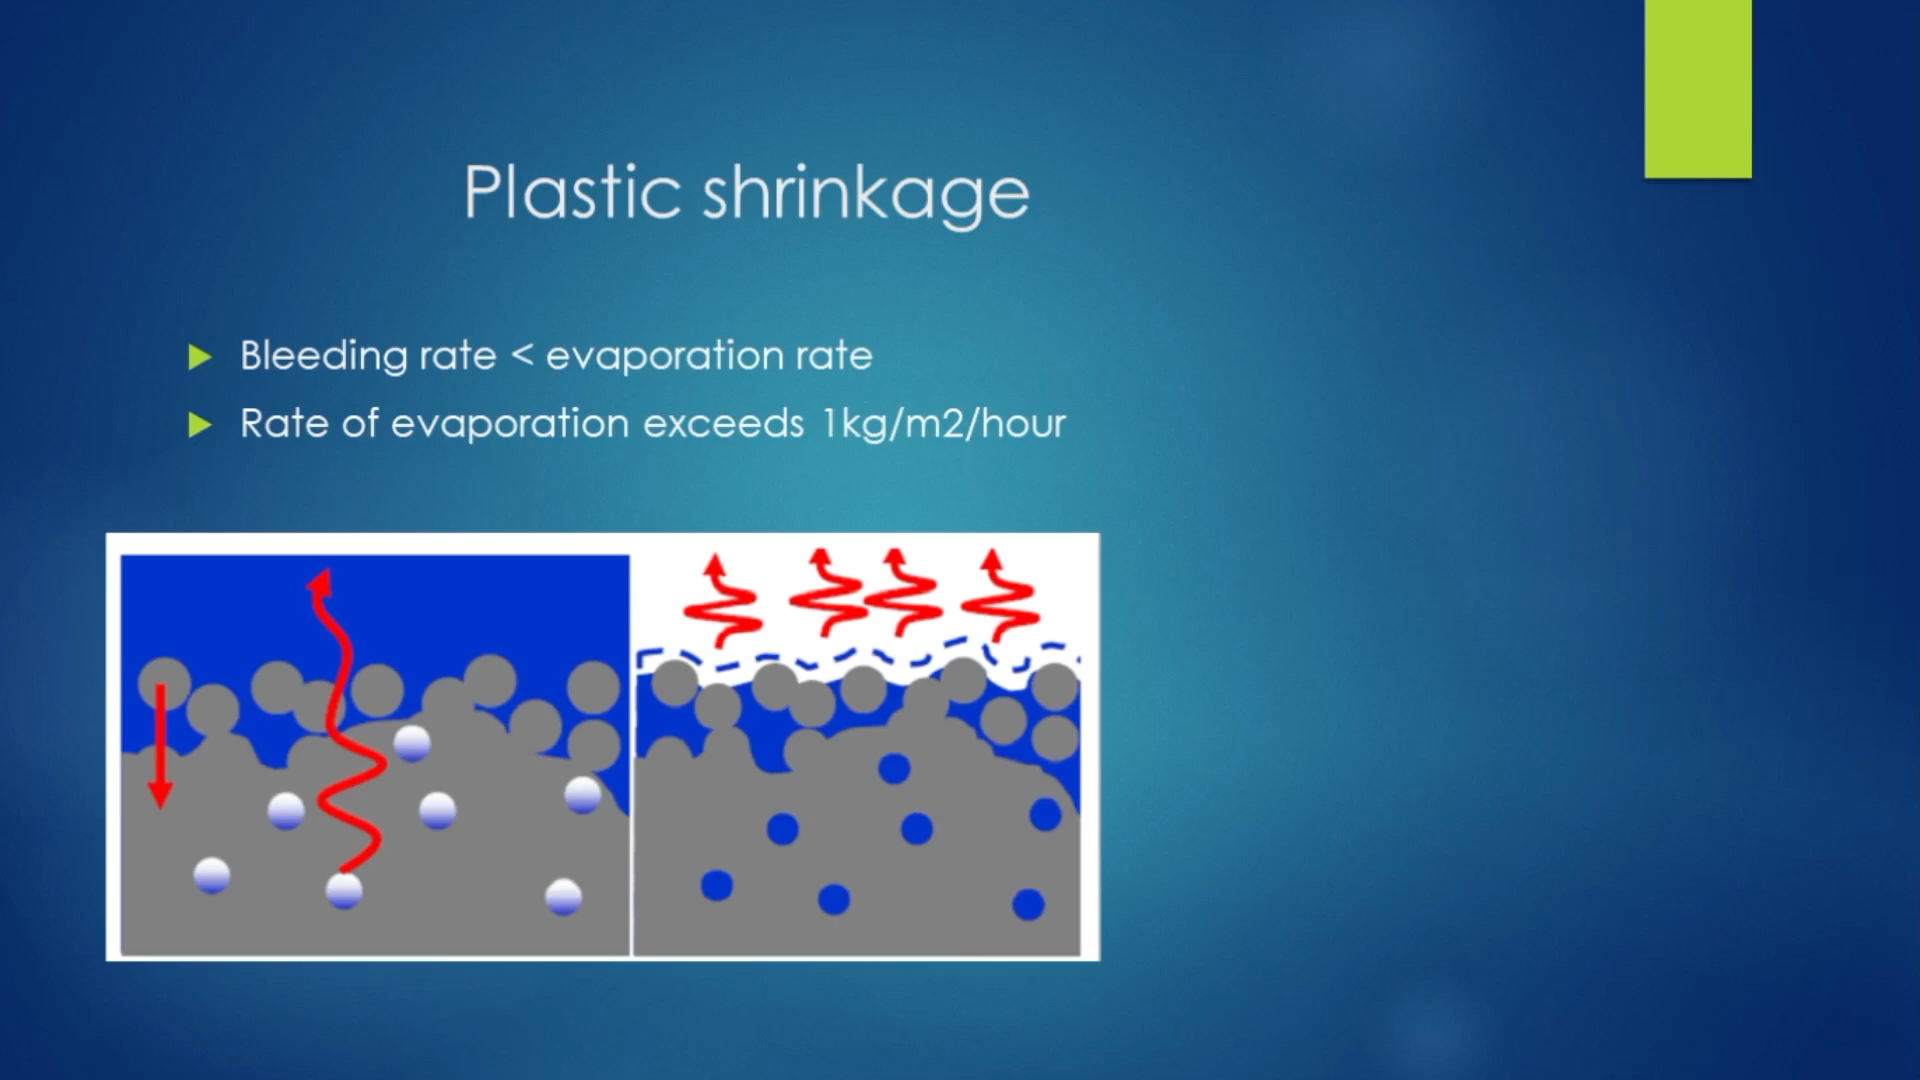 Plastic shrinkage
Bleeding rate < evaporation rate
Rate of evaporation exceeds 1kg/m2/hour